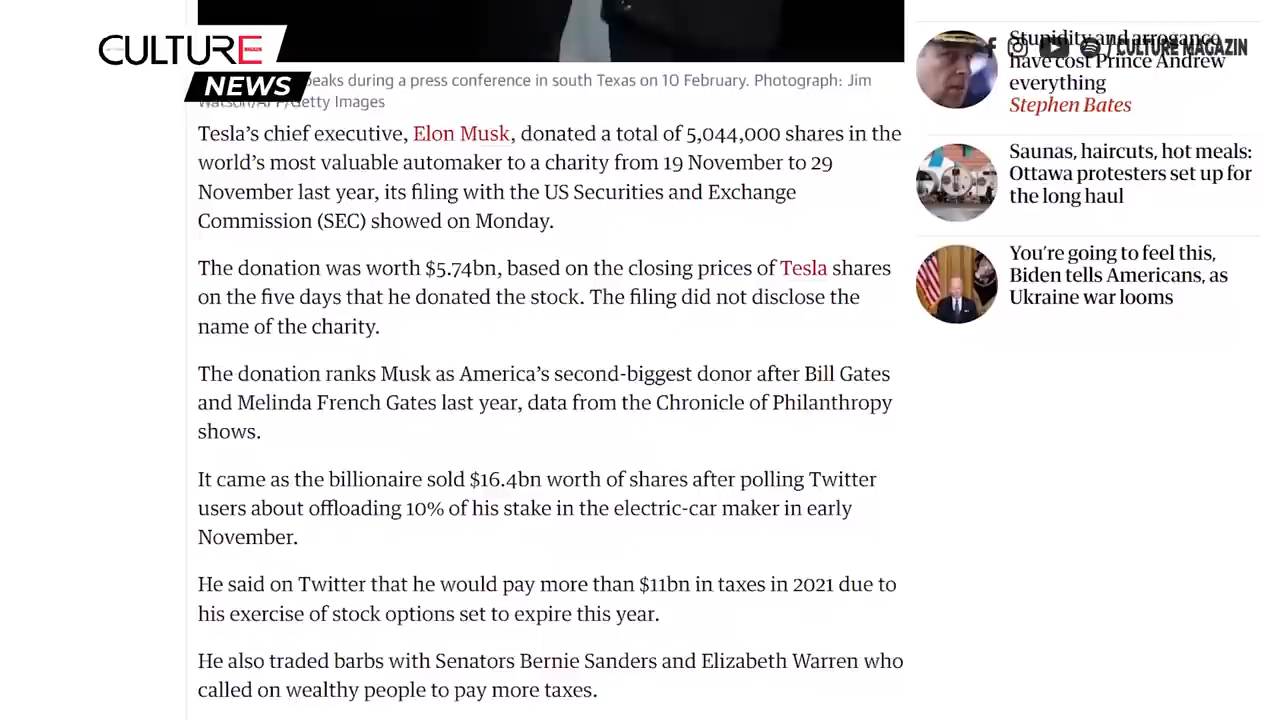 CULTURE
NEWS
peaks during a press conference in south Texas on 10 February. Photograph: Jim
Watson/AFP/Getty Images
Tesla’s chief executive, Elon Musk, donated a total of 5,044,000 shares in the
world’s most valuable automaker to a charity from 19 November to 29
November last year, its filing with the US Securities and Exchange
Commission (SEC) showed on Monday.
The donation was worth $5.74bn, based on the closing prices of Tesla shares
on the five days that he donated the stock. The filing did not disclose the
name of the charity.
The donation ranks Musk as America’s second-biggest donor after Bill Gates
and Melinda French Gates last year, data from the Chronicle of Philanthropy
shows.
It came as the billionaire sold $16.4bn worth of shares after polling Twitter
users about offloading 10% of his stake in the electric-car maker in early
November.
He said on Twitter that he would pay more than $11bn in taxes in 2021 due to
his exercise of stock options set to expire this year.
He also traded barbs with Senators Bernie Sanders and Elizabeth Warren who
called on wealthy people to pay more taxes.
/ CULTURE MAGAZIN
Stupidity and arrogance
have cost Prince Andrew
everything
Stephen Bates
Saunas, haircuts, hot meals:
Ottawa protesters set up for
the long haul
You’re going to feel this,
Biden tells Americans, as
Ukraine war looms